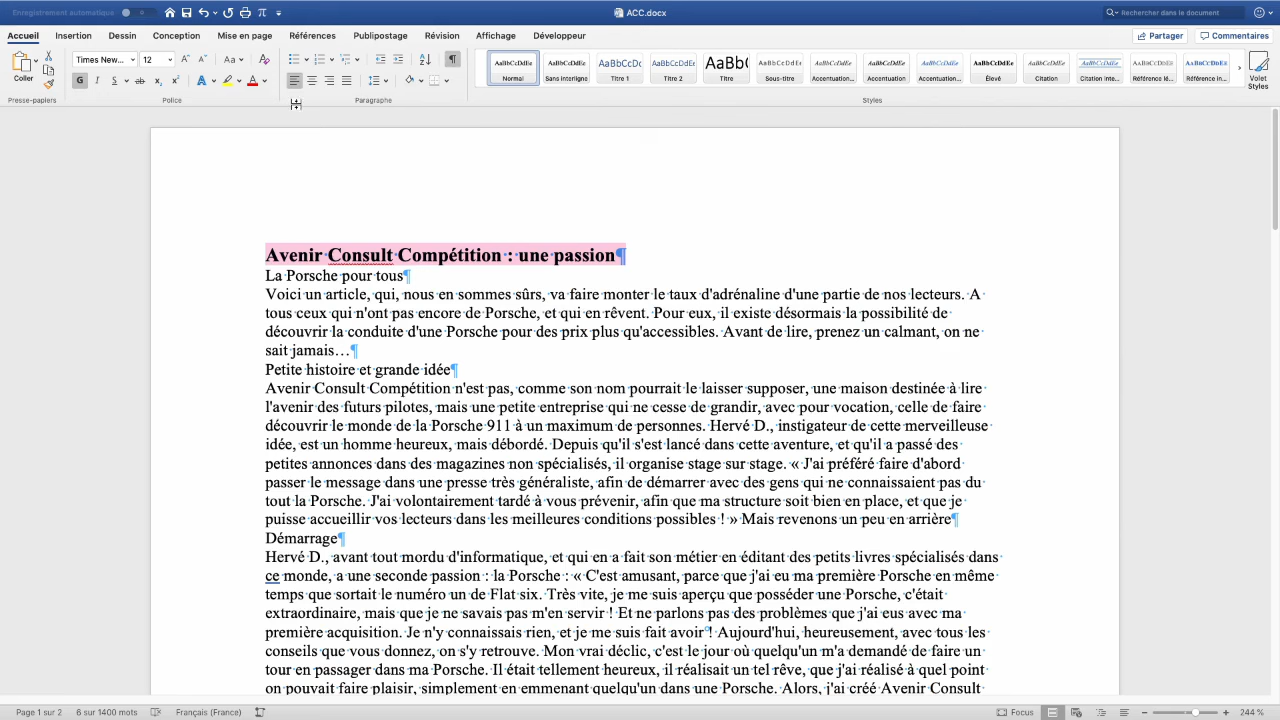 Enregistrement automatique
ACC.docx
Rechercher dans le document
Accueil Insertion Dessin Conception Mise en page Références Publipostage Révision Affichage Développeur
Partager Commentaires
Coller
Times New... 12
Aa
G I S ab x₂ x²
AaBbCcDdEe AaBbCcDdEe AaBbCcDc AaBbCcDdEe AaBb( AaBbCcDdEe AaBbCcDdEe AaBbCcDdEe AaBbCcDdEe AaBbCcDdEe AaBbCcDdEe AaBbCcDdEe AaBbCcDdEe AaBbCcDdEe
Normal Sans interligne Titre 1 Titre 2 Titre Sous-titre Accentuation... Accentuation Accentuation... Élevé Citation Citation inte... Référence lé... Référence in...
Volet Styles
Presse-papiers Police Paragraphe Styles
Avenir Consult Compétition : une passion¶
La Porsche pour tous¶
Voici un article, qui, nous en sommes sûrs, va faire monter le taux d'adrénaline d'une partie de nos lecteurs. A
tous ceux qui n'ont pas encore de Porsche, et qui en rêvent. Pour eux, il existe désormais la possibilité de
découvrir la conduite d'une Porsche pour des prix plus qu'accessibles. Avant de lire, prenez un calmant, on ne
sait jamais…¶
Petite histoire et grande idée¶
Avenir Consult Compétition n'est pas, comme son nom pourrait le laisser supposer, une maison destinée à lire
l'avenir des futurs pilotes, mais une petite entreprise qui ne cesse de grandir, avec pour vocation, celle de faire
découvrir le monde de la Porsche 911 à un maximum de personnes. Hervé D., instigateur de cette merveilleuse
idée, est un homme heureux, mais débordé. Depuis qu'il s'est lancé dans cette aventure, et qu'il a passé des
petites annonces dans des magazines non spécialisés, il organise stage sur stage. « J'ai préféré faire d'abord
passer le message dans une presse très généraliste, afin de démarrer avec des gens qui ne connaissaient pas du
tout la Porsche. J'ai volontairement tardé à vous prévenir, afin que ma structure soit bien en place, et que je
puisse accueillir vos lecteurs dans les meilleures conditions possibles ! » Mais revenons un peu en arrière¶
Démarrage¶
Hervé D., avant tout mordu d'informatique, et qui en a fait son métier en éditant des petits livres spécialisés dans
ce monde, a une seconde passion : la Porsche : « C'est amusant, parce que j'ai eu ma première Porsche en même
temps que sortait le numéro un de Flat six. Très vite, je me suis aperçu que posséder une Porsche, c'était
extraordinaire, mais que je ne savais pas m'en servir ! Et ne parlons pas des problèmes que j'ai eus avec ma
première acquisition. Je n'y connaissais rien, et je me suis fait avoir ! Aujourd'hui, heureusement, avec tous les
conseils que vous donnez, on s'y retrouve. Mon vrai déclic, c'est le jour où quelqu'un m'a demandé de faire un
tour en passager dans ma Porsche. Il était tellement heureux, il réalisait un tel rêve, que j'ai réalisé à quel point
on pouvait faire plaisir, simplement en emmenant quelqu'un dans une Porsche. Alors, j'ai créé Avenir Consult
Page 1 sur 2 6 sur 1400 mots Français (France) Focus 244 %